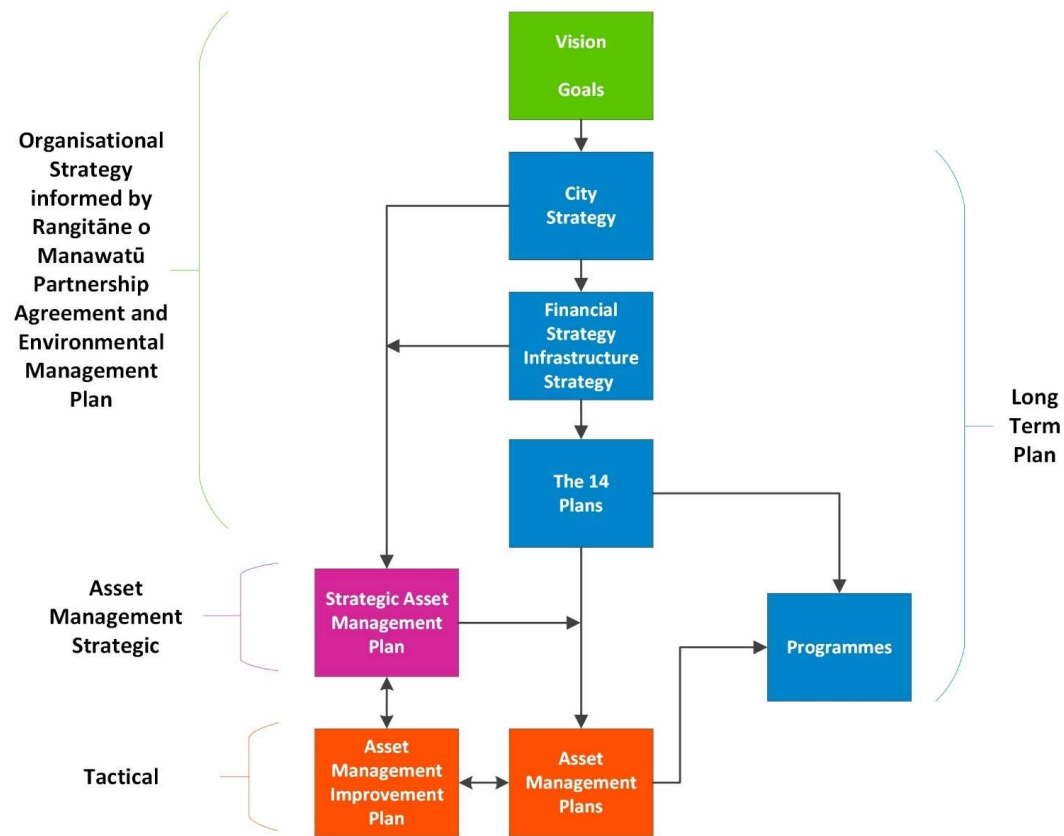 Vision
Goals
Organisational
Strategy
informed by
Rangitāne o
Manawatū
Partnership
Agreement and
Environmental
Management
Plan
City
Strategy
Financial
Strategy
Infrastructure
Strategy
The 14
Plans
Long
Term
Plan
Asset
Management
Strategic
Strategic Asset
Management
Plan
Programmes
Tactical
Asset
Management
Improvement
Plan
Asset
Management
Plans